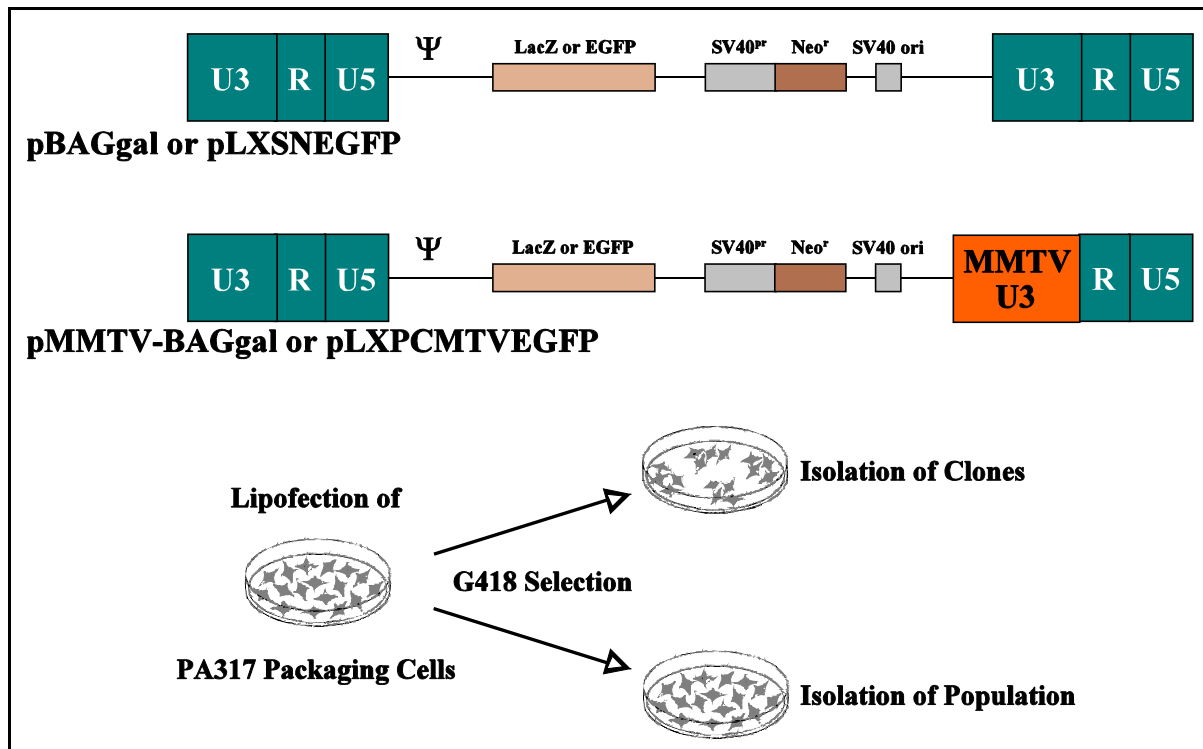 LacZ or EGFP SV40pr Neor SV40 ori
Ψ
U3 R U5 U3 R U5
pBAGgal or pLXSNEGFP
LacZ or EGFP SV40pr Neor SV40 ori
Ψ
U3 R U5 MMTV U3 R U5
pMMTV-BAGgal or pLXPCMTVEGFP
Lipofection of
PA317 Packaging Cells
G418 Selection
Isolation of Clones
Isolation of Population